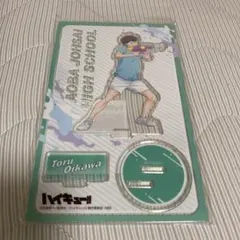 AOBA JOHSAI
HIGH SCHOOL
Toru
Oikawa
ハイキュー!!